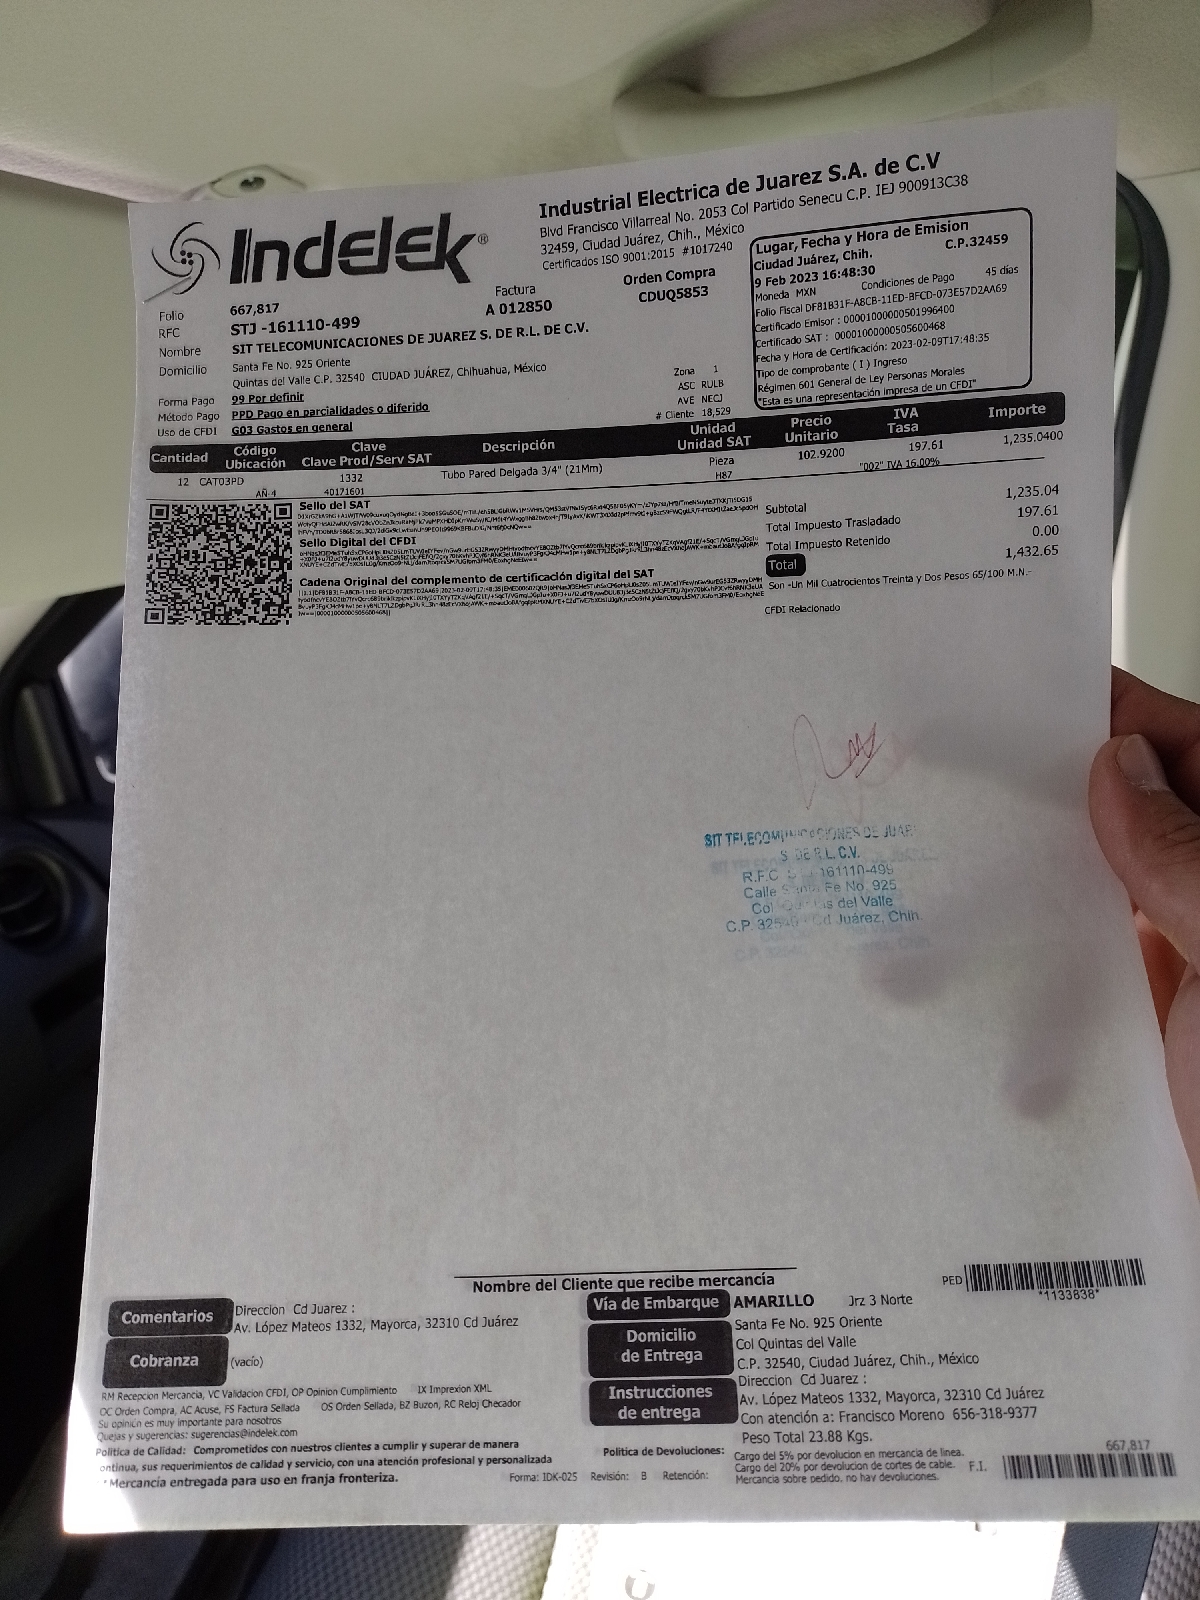 Indelek®
Industrial Electrica de Juarez S.A. de C.V
Blvd Francisco Villarreal No. 2053 Col Partido Senecu C.P. IEJ 900913C38
32459, Ciudad Juárez, Chih., México
Certificados ISO 9001:2015 #1017240
Lugar, Fecha y Hora de Emision
Ciudad Juárez, Chih. C.P.32459
9 Feb 2023 16:48:30
Moneda MXN Condiciones de Pago 45 días
Folio Fiscal DF81B31F-A8CB-11ED-BFCD-073E57D2AA69
Certificado Emisor : 00001000000501996400
Certificado SAT : 00001000000505600468
Fecha y Hora de Certificación: 2023-02-09T17:48:35
Tipo de comprobante ( I ) Ingreso
Régimen 601 General de Ley Personas Morales
"Esta es una representación impresa de un CFDI"
Folio 667,817
Factura
A 012850
Orden Compra
CDUQ5853
RFC STJ -161110-499
Nombre SIT TELECOMUNICACIONES DE JUAREZ S. DE R.L. DE C.V.
Domicilio Santa Fe No. 925 Oriente
Quintas del Valle C.P. 32540 CIUDAD JUÁREZ, Chihuahua, México
Forma Pago 99 Por definir
Método Pago PPD Pago en parcialidades o diferido
Uso de CFDI G03 Gastos en general
Zona 1
ASC RULB
AVE NECJ
# Cliente 18,529
Cantidad Código Ubicación Clave Clave Prod/Serv SAT Descripción Unidad Unidad SAT Precio Unitario IVA Tasa Importe
12 CAT03PD 1332 Tubo Pared Delgada 3/4" (21Mm) Pieza 102.9200 197.61 1,235.0400
AÑ-4 40171601 H87 "002" IVA 16.00%
Sello del SAT
Sello Digital del CFDI
Cadena Original del complemento de certificación digital del SAT
Subtotal 1,235.04
Total Impuesto Trasladado 197.61
Total Impuesto Retenido 0.00
Total 1,432.65
Son -Un Mil Cuatrocientos Treinta y Dos Pesos 65/100 M.N.-
CFDI Relacionado
SIT TELECOMUNICACIONES DE JUAREZ
S DE R.L. C.V.
R.F.C 161110-499
Calle Santa Fe No. 925
Col Quintas del Valle
C.P. 32540 Cd Juárez, Chih.
Nombre del Cliente que recibe mercancía
PED
*1133838*
Comentarios Direccion Cd Juarez :
Av. López Mateos 1332, Mayorca, 32310 Cd Juárez
Cobranza (vacío)
Vía de Embarque AMARILLO Jrz 3 Norte
Domicilio de Entrega Santa Fe No. 925 Oriente
Col Quintas del Valle
C.P. 32540, Ciudad Juárez, Chih., México
Instrucciones de entrega Direccion Cd Juarez :
Av. López Mateos 1332, Mayorca, 32310 Cd Juárez
Con atención a: Francisco Moreno 656-318-9377
Peso Total 23.88 Kgs.
RM Recepcion Mercancia, VC Validacion CFDI, OP Opinion Cumplimiento IX Imprexion XML
OC Orden Compra, AC Acuse, FS Factura Sellada OS Orden Sellada, BZ Buzon, RC Reloj Checador
Su opinión es muy importante para nosotros
Quejas y sugerencias: sugerencias@indelek.com
Politica de Calidad: Comprometidos con nuestros clientes a cumplir y superar de manera
ontinua, sus requerimientos de calidad y servicio, con una atención profesional y personalizada
* Mercancía entregada para uso en franja fronteriza.
Forma: IDK-025 Revisión: B Retención:
Politica de Devoluciones: Cargo del 5% por devolucion en mercancia de linea.
Cargo del 20% por devolucion de cortes de cable.
Mercancia sobre pedido, no hay devoluciones.
F.1.
667,817